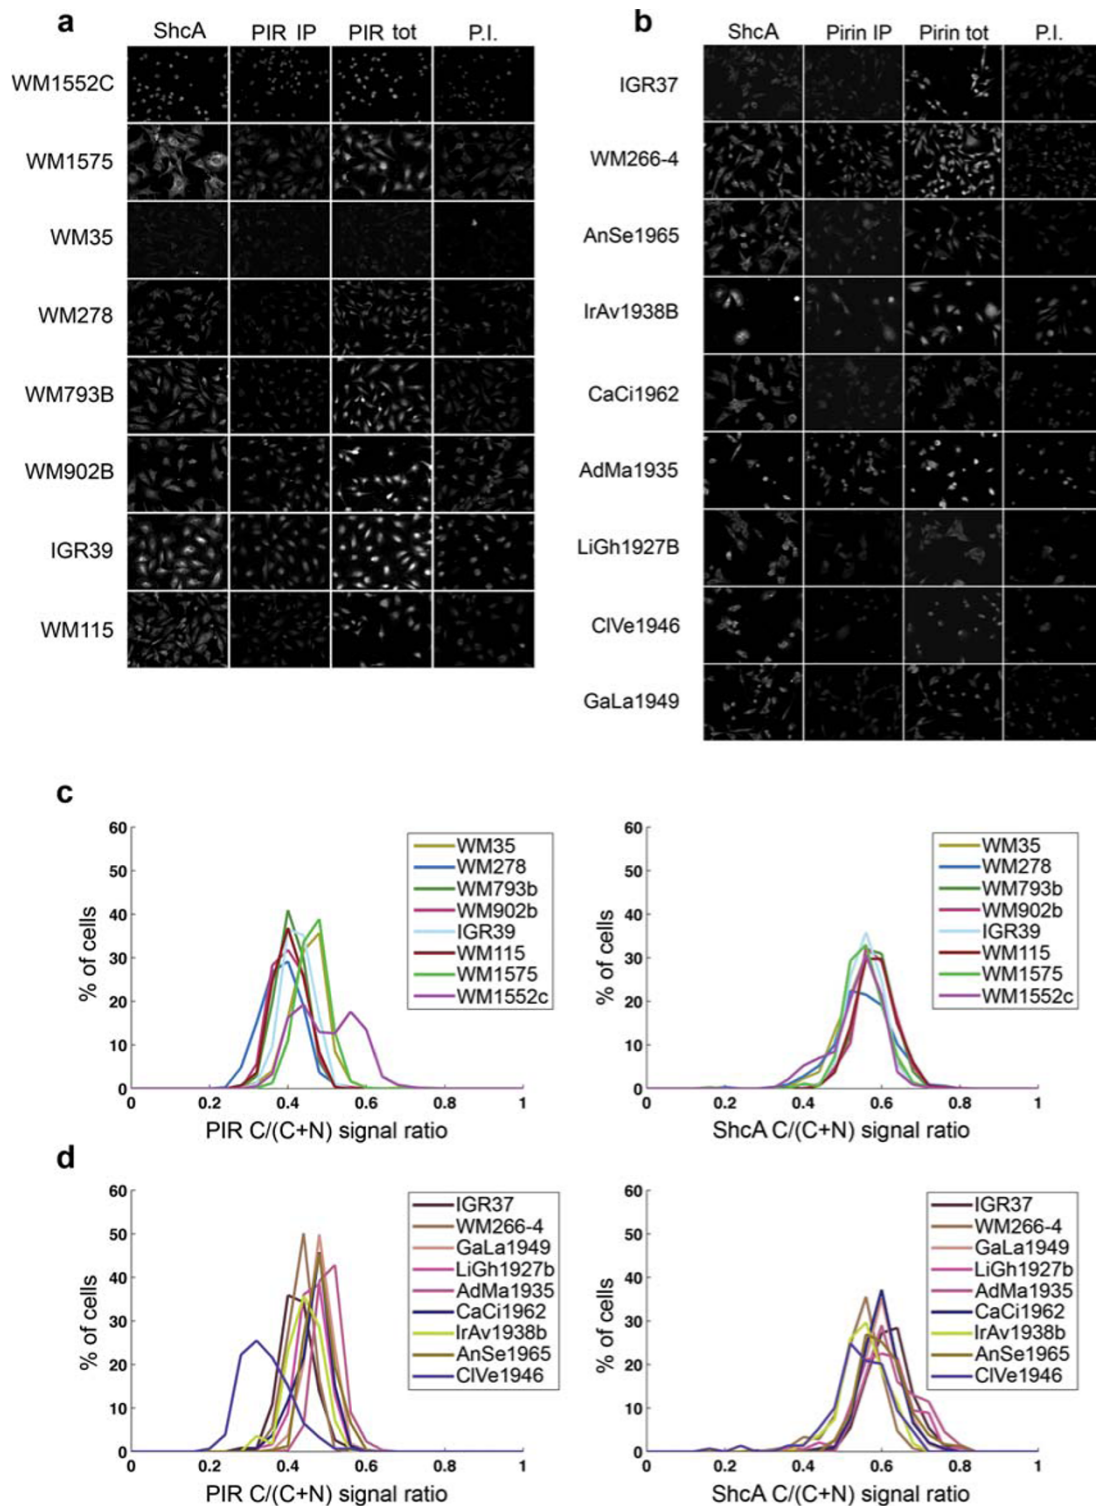 a
ShcA PIR IP PIR tot P.I.
WM1552C
WM1575
WM35
WM278
WM793B
WM902B
IGR39
WM115
b
ShcA Pirin IP Pirin tot P.I.
IGR37
WM266-4
AnSe1965
IrAv1938B
CaCi1962
AdMa1935
LiGh1927B
ClVe1946
GaLa1949
c
% of cells
60
50
40
30
20
10
0
0 0.2 0.4 0.6 0.8 1
PIR C/(C+N) signal ratio
WM35
WM278
WM793b
WM902b
IGR39
WM115
WM1575
WM1552c
% of cells
60
50
40
30
20
10
0
0 0.2 0.4 0.6 0.8 1
ShcA C/(C+N) signal ratio
WM35
WM278
WM793b
WM902b
IGR39
WM115
WM1575
WM1552c
d
% of cells
60
50
40
30
20
10
0
0 0.2 0.4 0.6 0.8 1
PIR C/(C+N) signal ratio
IGR37
WM266-4
GaLa1949
LiGh1927b
AdMa1935
CaCi1962
IrAv1938b
AnSe1965
ClVe1946
% of cells
60
50
40
30
20
10
0
0 0.2 0.4 0.6 0.8 1
ShcA C/(C+N) signal ratio
IGR37
WM266-4
GaLa1949
LiGh1927b
AdMa1935
CaCi1962
IrAv1938b
AnSe1965
ClVe1946